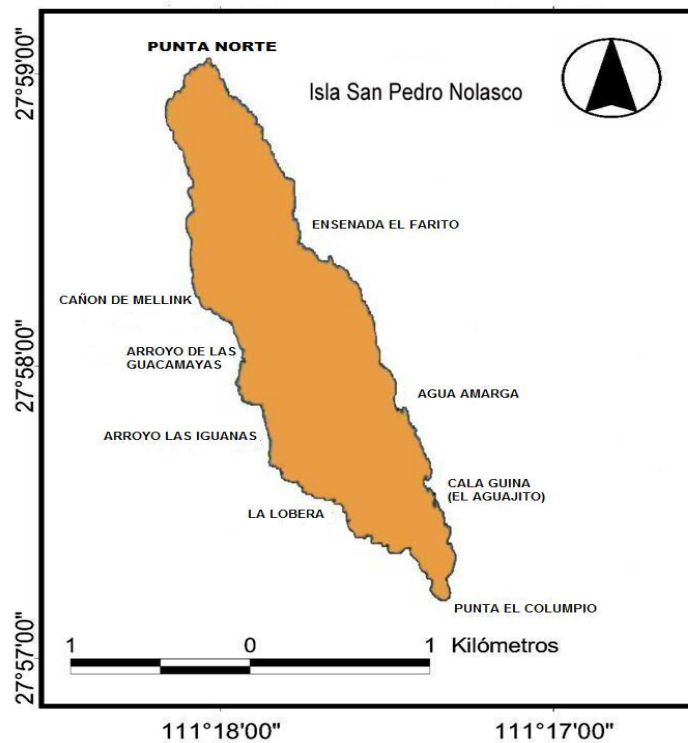 PUNTA NORTE
27°59'00"
Isla San Pedro Nolasco
ENSENADA EL FARITO
CAÑON DE MELLINK
27°58'00"
ARROYO DE LAS
GUACAMAYAS
AGUA AMARGA
ARROYO LAS IGUANAS
CALA GUINA
(EL AGUAJITO)
LA LOBERA
PUNTA EL COLUMPIO
1 0 1 Kilómetros
27°57'00"
111°18'00" 111°17'00"